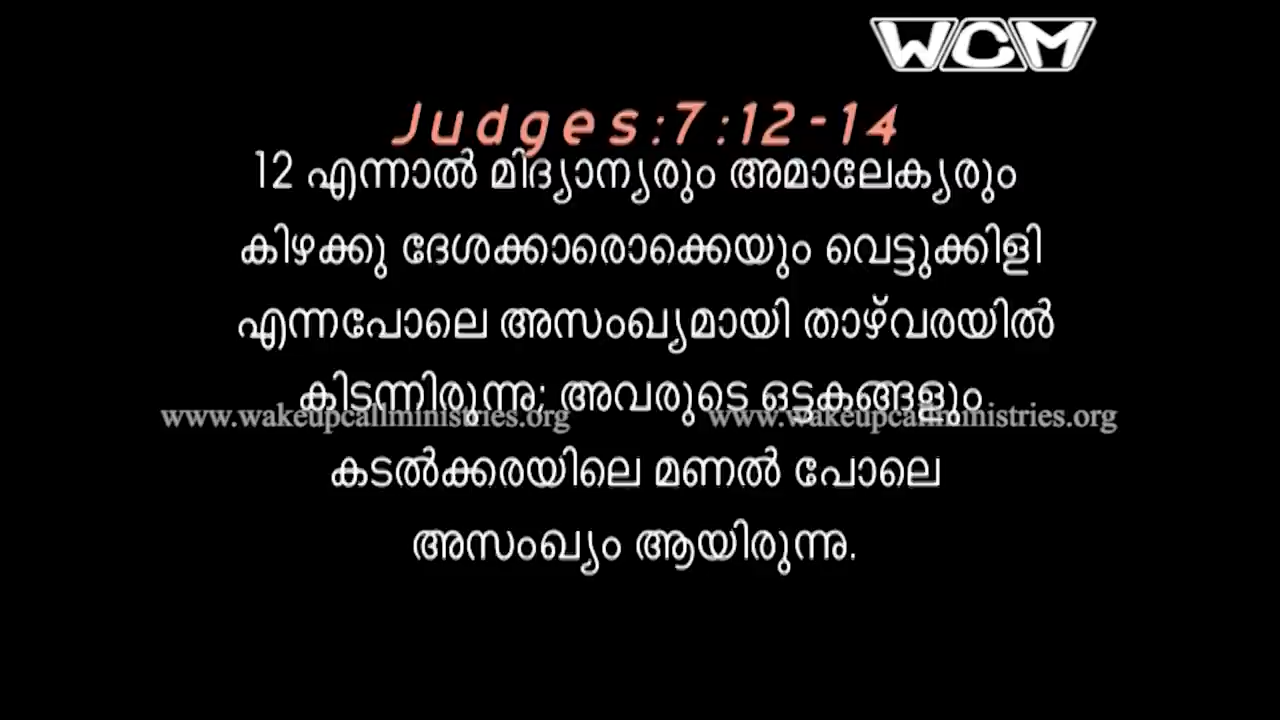 WCM
Judges:7:12-14
12 എന്നാൽ മിദ്യാന്യരും അമാലേക്യരും
കിഴക്കു ദേശക്കാരൊക്കെയും വെട്ടുക്കിളി
എന്നപോലെ അസംഖ്യമായി താഴ്‌വരയിൽ
കിടന്നിരുന്നു; അവരുടെ ഒട്ടകങ്ങളും
www.wakeupcallministries.org www.wakeupcallministries.org
കടൽക്കരയിലെ മണൽ പോലെ
അസംഖ്യം ആയിരുന്നു.